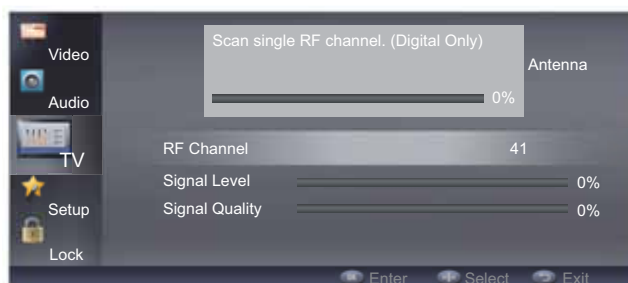 Video
Audio
TV
Setup
Lock
Scan single RF channel. (Digital Only)
Antenna
0%
RF Channel 41
Signal Level 0%
Signal Quality 0%
Enter Select Exit